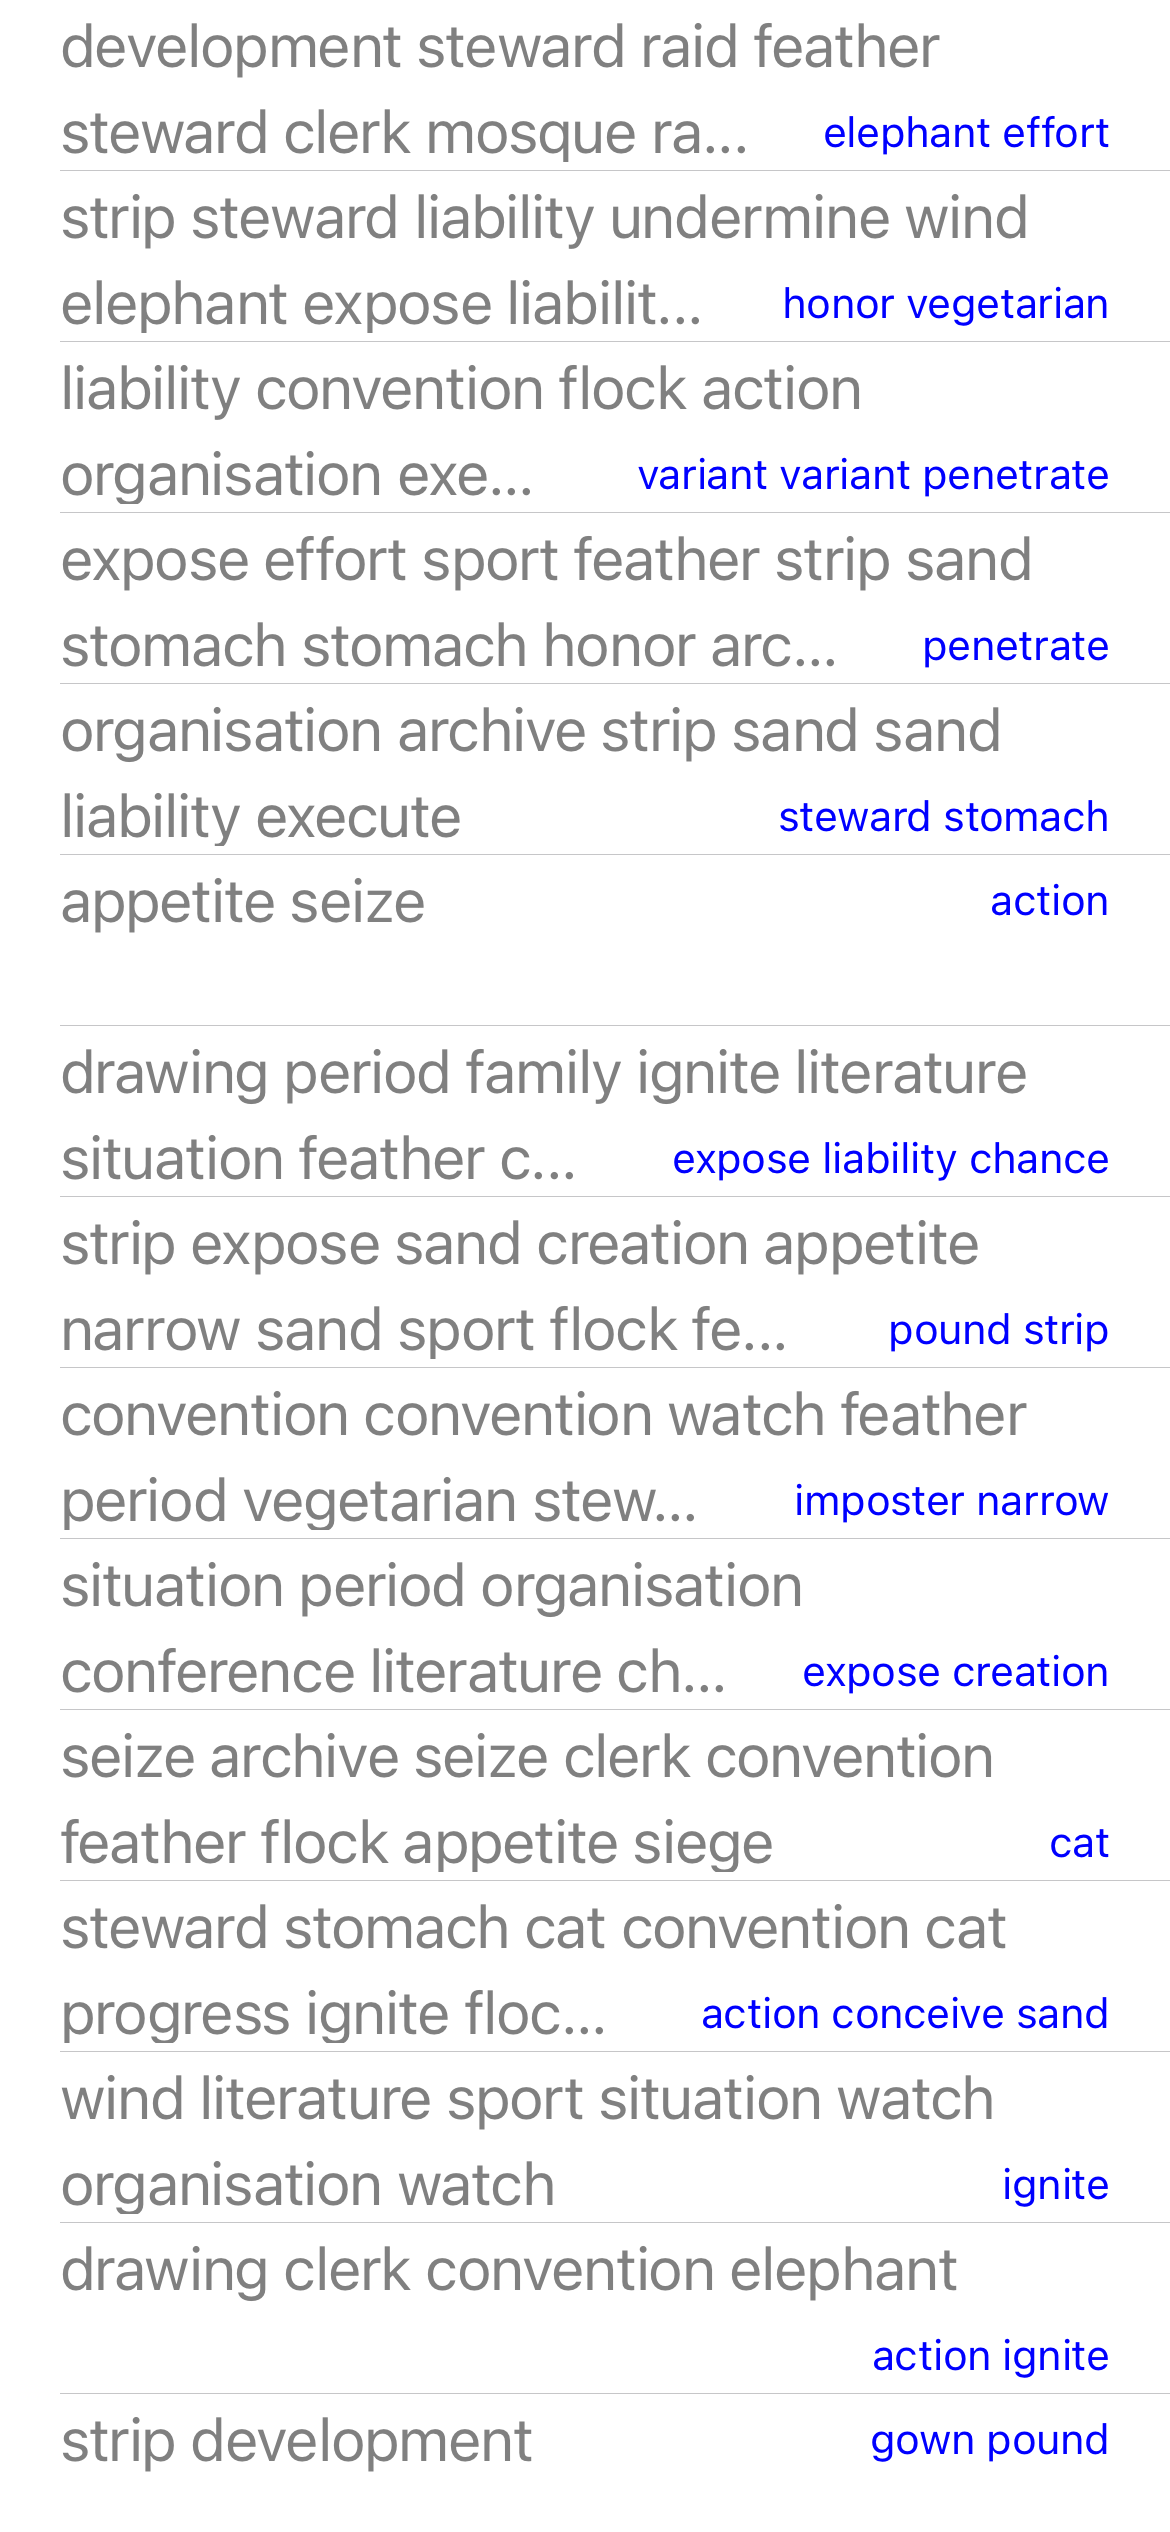 development steward raid feather
steward clerk mosque ra... elephant effort
strip steward liability undermine wind
elephant expose liabilit... honor vegetarian
liability convention flock action
organisation exe... variant variant penetrate
expose effort sport feather strip sand
stomach stomach honor arc... penetrate
organisation archive strip sand sand
liability execute steward stomach
appetite seize action
drawing period family ignite literature
situation feather c... expose liability chance
strip expose sand creation appetite
narrow sand sport flock fe... pound strip
convention convention watch feather
period vegetarian stew... imposter narrow
situation period organisation
conference literature ch... expose creation
seize archive seize clerk convention
feather flock appetite siege cat
steward stomach cat convention cat
progress ignite floc... action conceive sand
wind literature sport situation watch
organisation watch ignite
drawing clerk convention elephant
action ignite
strip development gown pound